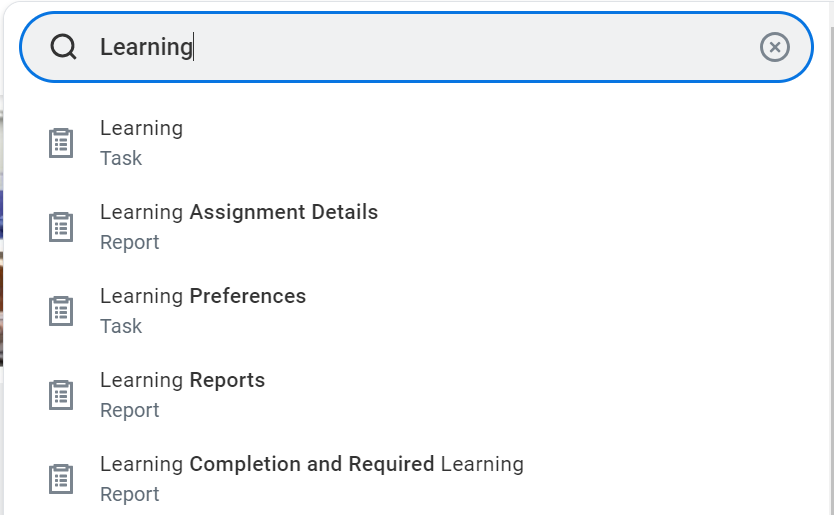 Learning
Learning
Task
Learning Assignment Details
Report
Learning Preferences
Task
Learning Reports
Report
Learning Completion and Required Learning
Report